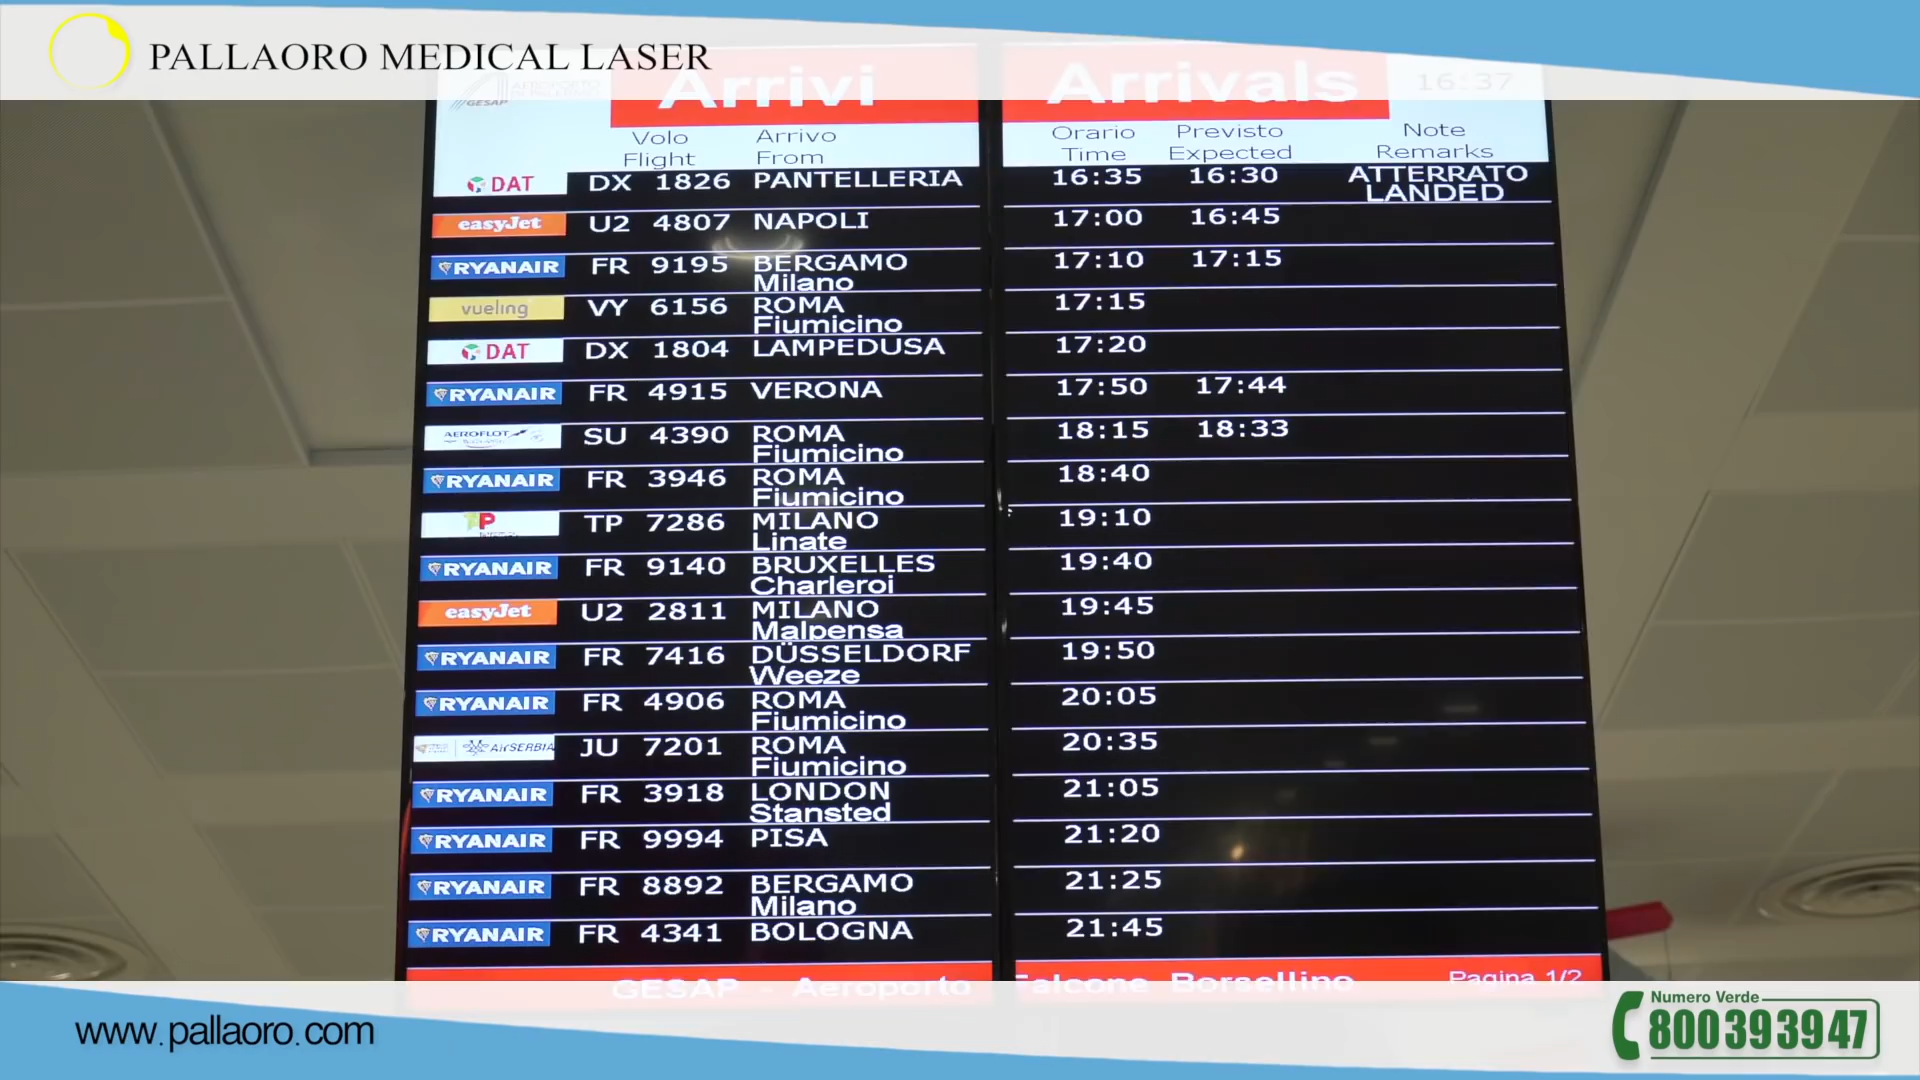 PALLAORO MEDICAL LASER
GESAP
Arrivi Arrivals 16:37
Volo Arrivo Orario Previsto Note
Flight From Time Expected Remarks
DAT DX 1826 PANTELLERIA 16:35 16:30 ATTERRATO
LANDED
easyJet U2 4807 NAPOLI 17:00 16:45
RYANAIR FR 9195 BERGAMO 17:10 17:15
Milano
vueling VY 6156 ROMA 17:15
Fiumicino
DAT DX 1804 LAMPEDUSA 17:20
RYANAIR FR 4915 VERONA 17:50 17:44
AEROFLOT SU 4390 ROMA 18:15 18:33
Fiumicino
RYANAIR FR 3946 ROMA 18:40
Fiumicino
TP TP 7286 MILANO 19:10
Linate
RYANAIR FR 9140 BRUXELLES 19:40
Charleroi
easyJet U2 2811 MILANO 19:45
Malpensa
RYANAIR FR 7416 DÜSSELDORF 19:50
Weeze
RYANAIR FR 4906 ROMA 20:05
Fiumicino
AirSERBIA JU 7201 ROMA 20:35
Fiumicino
RYANAIR FR 3918 LONDON 21:05
Stansted
RYANAIR FR 9994 PISA 21:20
RYANAIR FR 8892 BERGAMO 21:25
Milano
RYANAIR FR 4341 BOLOGNA 21:45
GESAP - Aeroporto Falcone Borsellino Pagina 1/2
www.pallaoro.com
Numero Verde
800 39 39 47